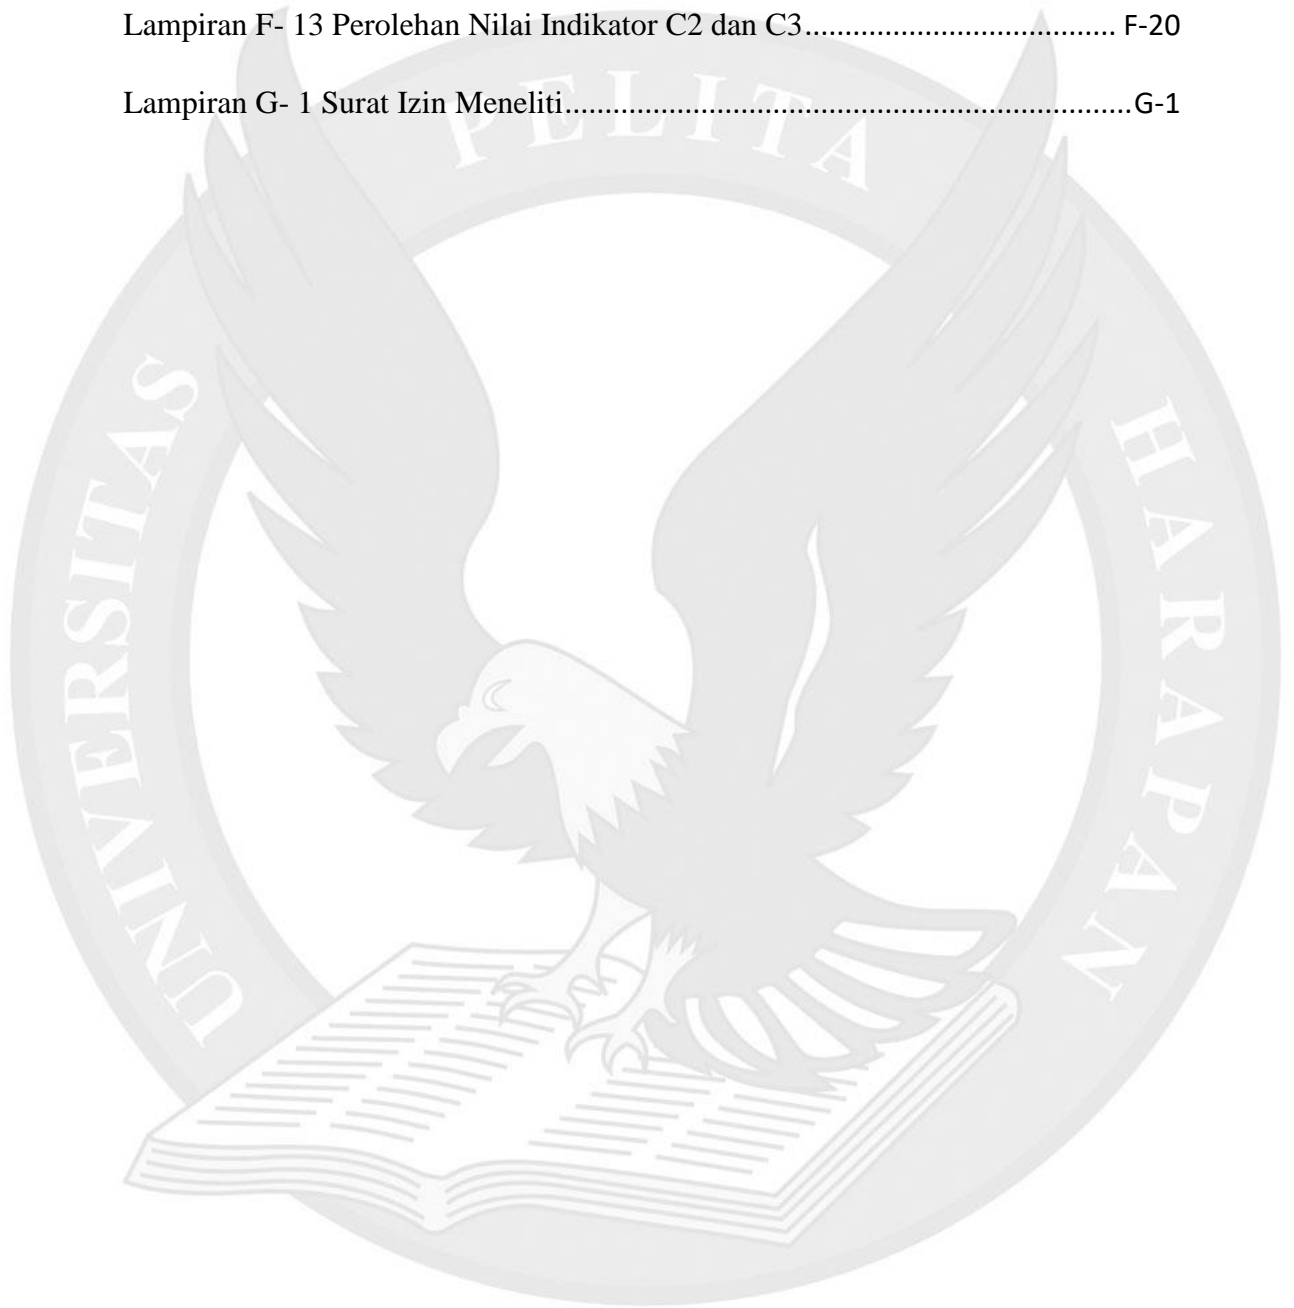 Lampiran F- 13 Perolehan Nilai Indikator C2 dan C3....................................... F-20
Lampiran G- 1 Surat Izin Meneliti.......................................................................G-1
UNIVERSITAS PELITA HARAPAN